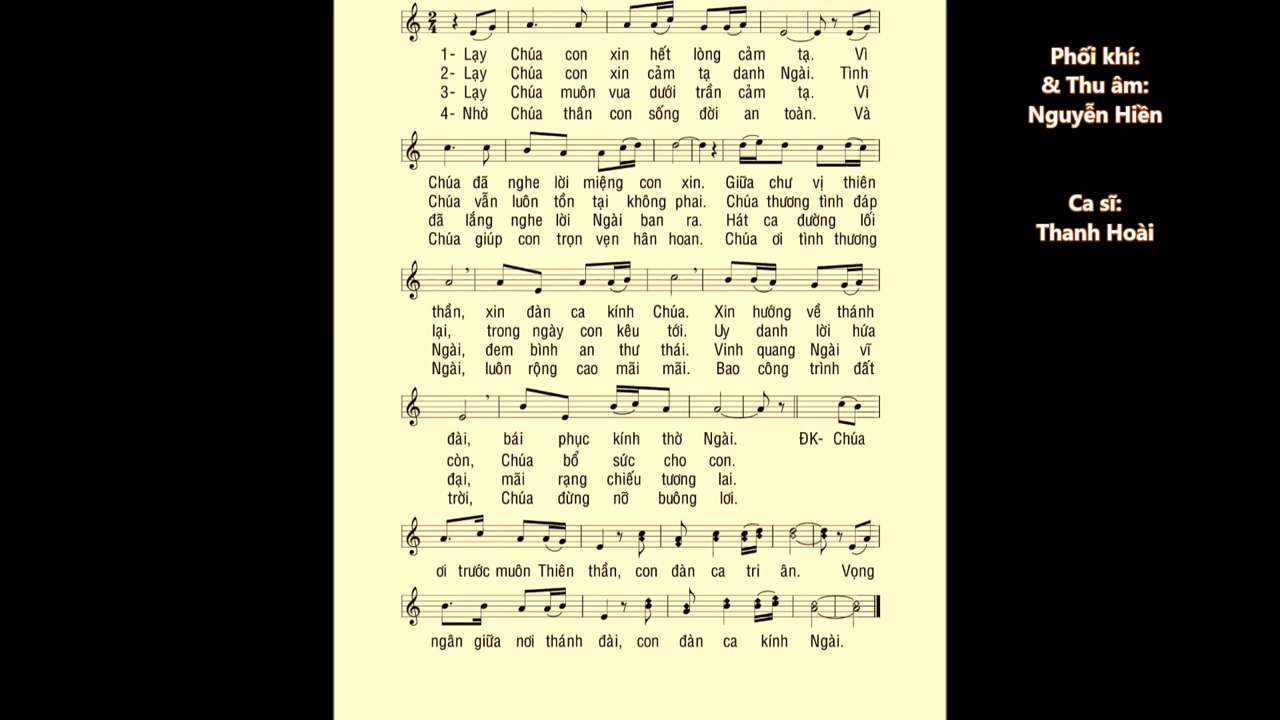 1- Lạy Chúa con xin hết lòng cảm tạ. Vì
2- Lạy Chúa con xin cảm tạ danh Ngài. Tình
3- Lạy Chúa muôn vua dưới trần cảm tạ. Vì
4- Nhờ Chúa thân con sống đời an toàn. Và
Chúa đã nghe lời miệng con xin. Giữa chư vị thiên
Chúa vẫn luôn tồn tại không phai. Chúa thương tình đáp
đã lắng nghe lời Ngài ban ra. Hát ca đường lối
Chúa giúp con trọn vẹn hân hoan. Chúa ơi tình thương
thần, xin đàn ca kính Chúa. Xin hướng về thánh
lại, trong ngày con kêu tới. Uy danh lời hứa
Ngài, đem bình an thư thái. Vinh quang Ngài vĩ
Ngài, luôn rộng cao mãi mãi. Bao công trình đất
đài, bái phục kính thờ Ngài. ĐK- Chúa
còn, Chúa bổ sức cho con.
đại, mãi rạng chiếu tương lai.
trời, Chúa đừng nỡ buông lơi.
ơi trước muôn Thiên thần, con đàn ca tri ân. Vọng
ngân giữa nơi thánh đài, con đàn ca kính Ngài.
Phối khí:
& Thu âm:
Nguyễn Hiền
Ca sĩ:
Thanh Hoài